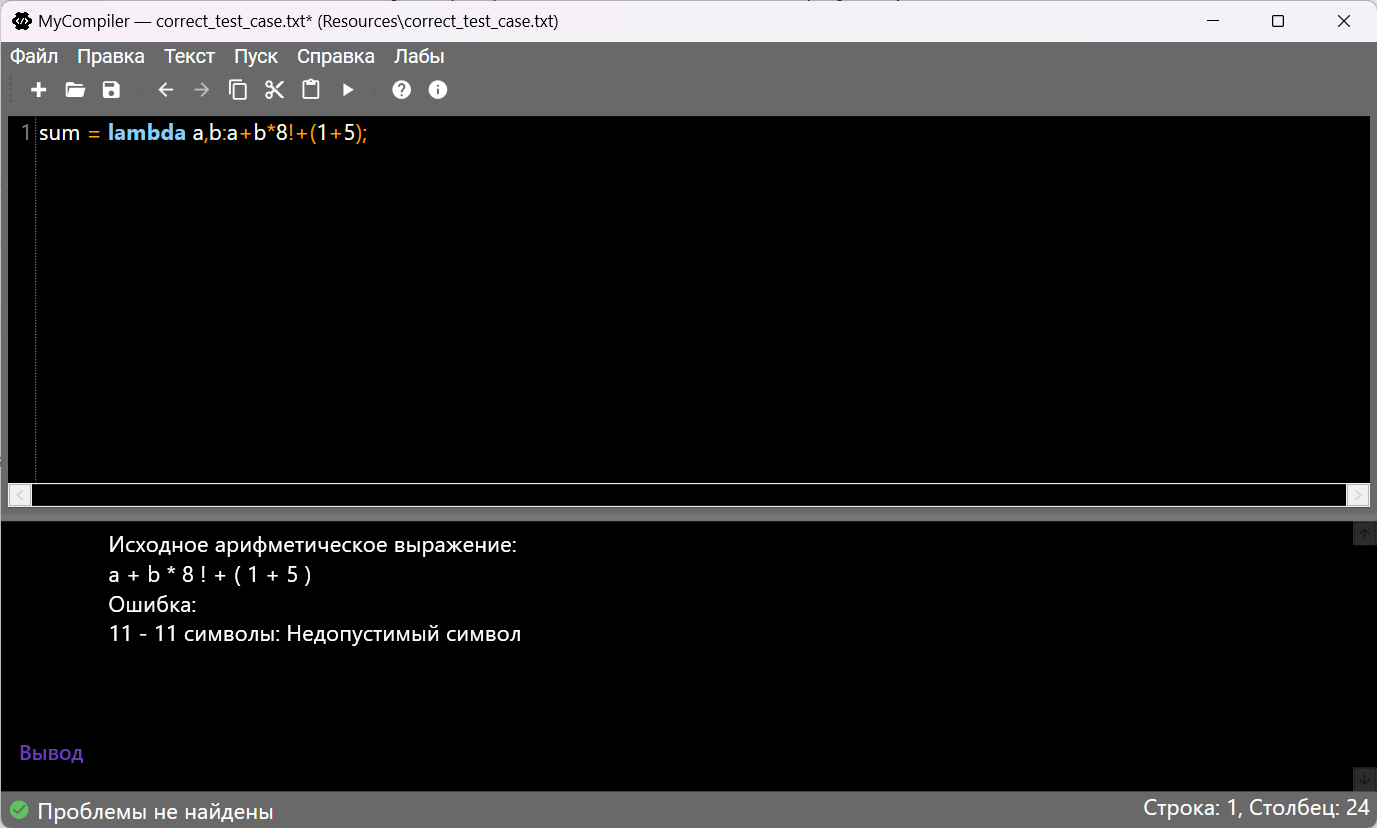 MyCompiler — correct_test_case.txt* (Resources\correct_test_case.txt)
Файл Правка Текст Пуск Справка Лабы
1 sum = lambda a,b:a+b*8!+(1+5);
Исходное арифметическое выражение:
a + b * 8 ! + ( 1 + 5 )
Ошибка:
11 - 11 символы: Недопустимый символ
Вывод
Проблемы не найдены
Строка: 1, Столбец: 24